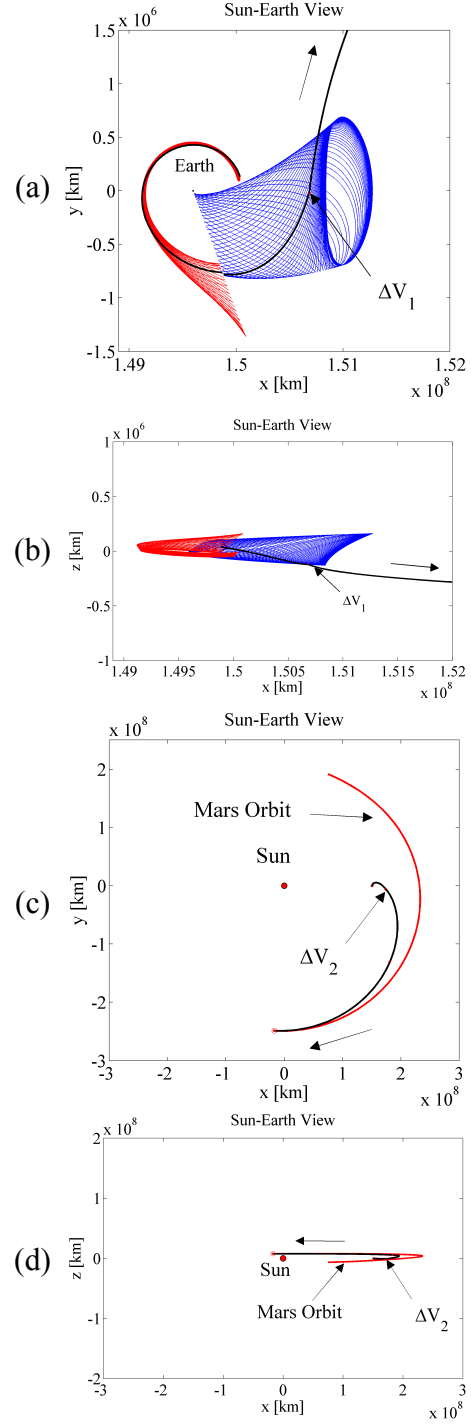 Sun-Earth View
x 10^6
1.5
1
0.5
0
-0.5
-1
-1.5
y [km]
(a)
Earth
ΔV_1
1.49
1.5
1.51
1.52
x [km]
x 10^8
Sun-Earth View
x 10^6
1
0.5
0
-0.5
-1
z [km]
(b)
ΔV_1
1.49
1.495
1.5
1.505
1.51
1.515
1.52
x [km]
x 10^8
Sun-Earth View
x 10^8
2
1
0
-1
-2
-3
y [km]
(c)
Mars Orbit
Sun
ΔV_2
-3
-2
-1
0
1
2
3
x [km]
x 10^8
Sun-Earth View
x 10^8
2
1
0
-1
-2
z [km]
(d)
Sun
Mars Orbit
ΔV_2
-3
-2
-1
0
1
2
3
x [km]
x 10^8